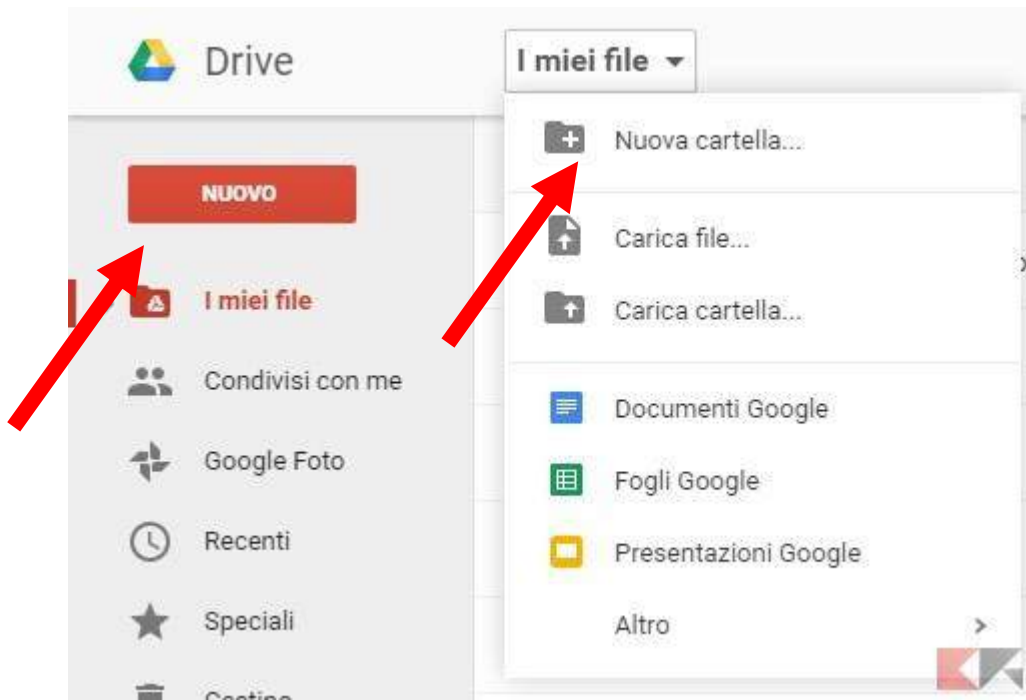 Drive
I miei file
NUOVO
I miei file
Condivisi con me
Google Foto
Recenti
Speciali
Cestino
Nuova cartella...
Carica file...
Carica cartella...
Documenti Google
Fogli Google
Presentazioni Google
Altro